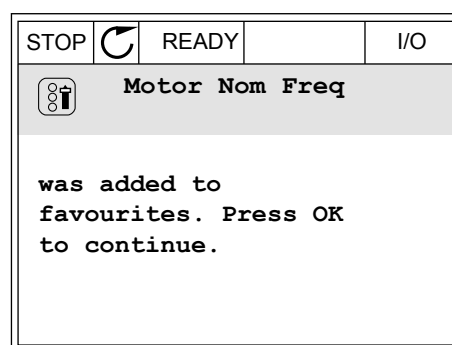 STOP READY I/O
Motor Nom Freq
was added to
favourites. Press OK
to continue.